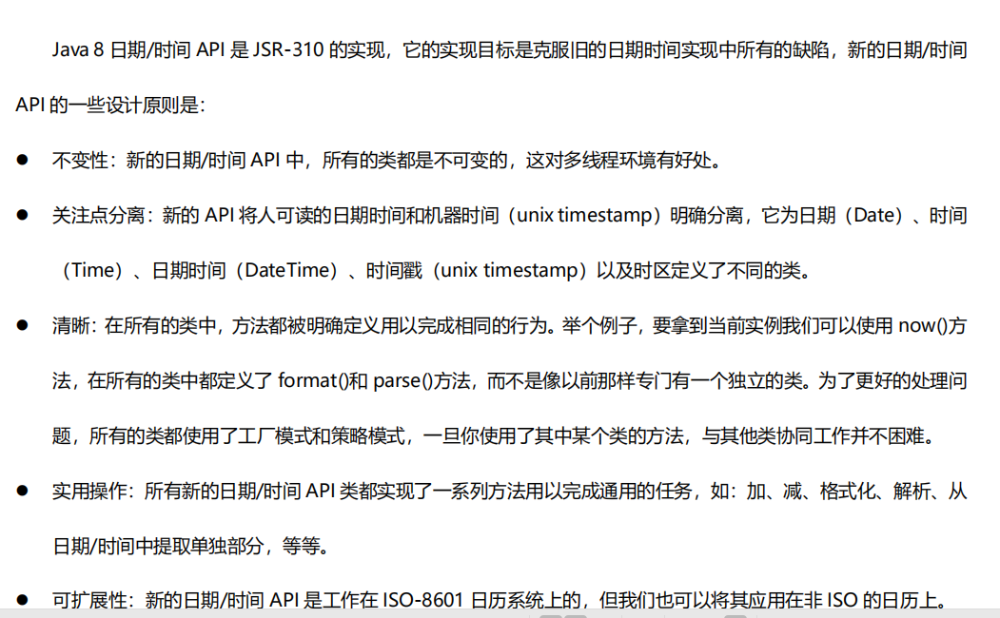 Java 8 日期/时间 API 是 JSR-310 的实现，它的实现目标是克服旧的日期时间实现中所有的缺陷，新的日期/时间
API 的一些设计原则是：
● 不变性：新的日期/时间 API 中，所有的类都是不可变的，这对多线程环境有好处。
● 关注点分离：新的 API 将人可读的日期时间和机器时间（unix timestamp）明确分离，它为日期（Date）、时间
（Time）、日期时间（DateTime）、时间戳（unix timestamp）以及时区定义了不同的类。
● 清晰：在所有的类中，方法都被明确定义用以完成相同的行为。举个例子，要拿到当前实例我们可以使用 now()方
法，在所有的类中都定义了 format()和 parse()方法，而不是像以前那样专门有一个独立的类。为了更好的处理问
题，所有的类都使用了工厂模式和策略模式，一旦你使用了其中某个类的方法，与其他类协同工作并不困难。
● 实用操作：所有新的日期/时间 API 类都实现了一系列方法用以完成通用的任务，如：加、减、格式化、解析、从
日期/时间中提取单独部分，等等。
● 可扩展性：新的日期/时间 API 是工作在 ISO-8601 日历系统上的，但我们也可以将其应用在非 ISO 的日历上。